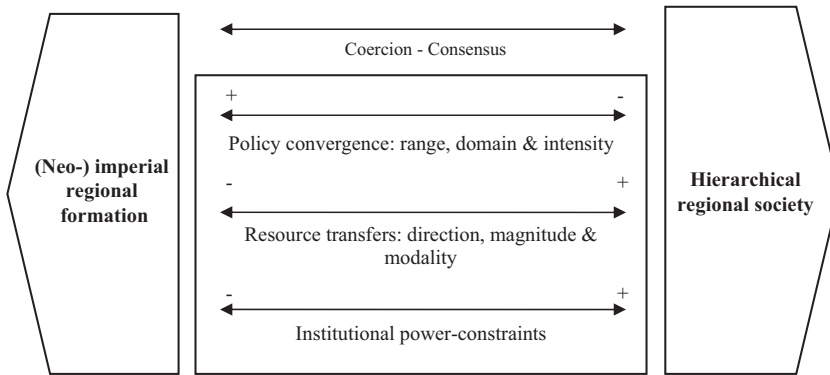 Coercion - Consensus
+ -
Policy convergence: range, domain & intensity
(Neo-) imperial
regional
formation
- +
Resource transfers: direction, magnitude &
modality
- +
Institutional power-constraints
Hierarchical
regional society